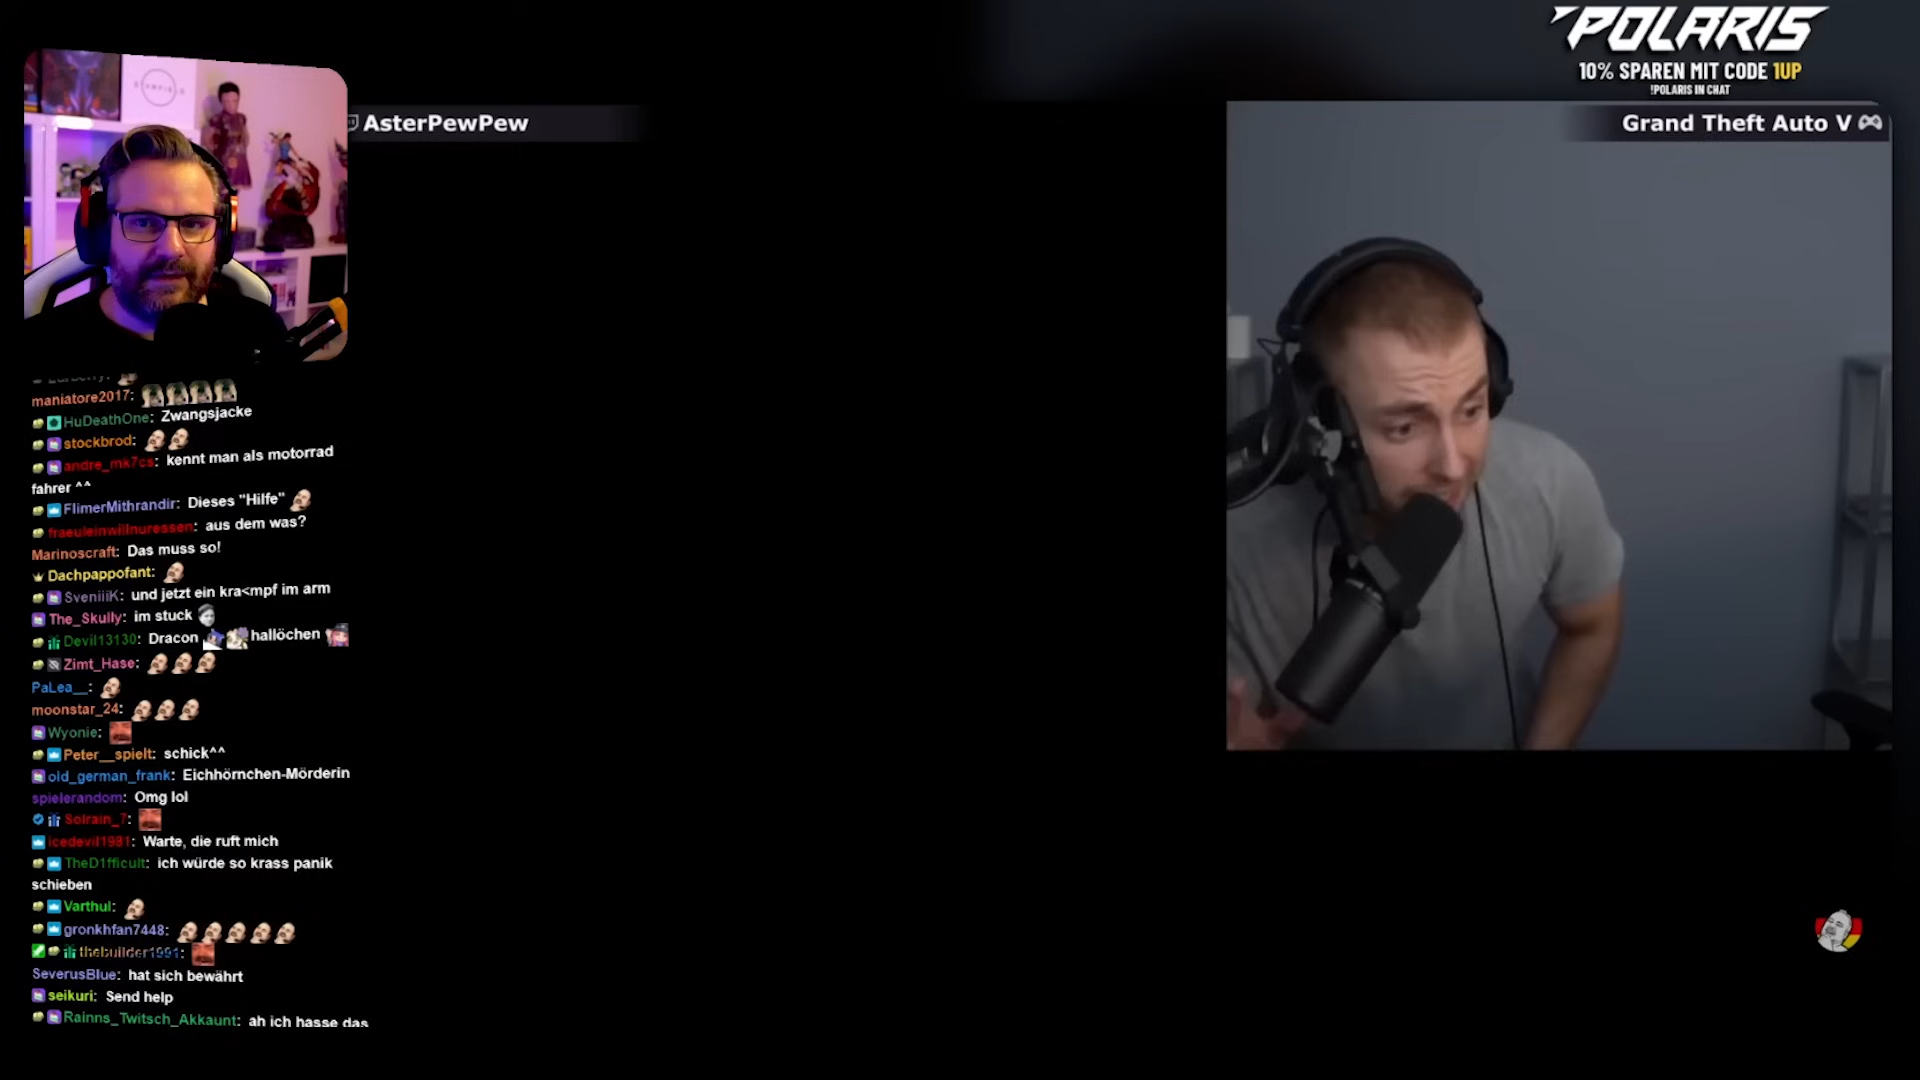 POLARIS
10% SPAREN MIT CODE 1UP
!POLARIS IN CHAT
AsterPewPew
Grand Theft Auto V
maniatore2017:
HuDeathOne: Zwangsjacke
stockbrod:
andre_mk7cs: kennt man als motorrad
fahrer ^^
FlimerMithrandir: Dieses "Hilfe"
fraeuleinwillnuressen: aus dem was?
Marinoscraft: Das muss so!
Dachpappofant:
SveniiiK: und jetzt ein kra<mpf im arm
The_Skully: im stuck
Devil13130: Dracon hallöchen
Zimt_Hase:
PaLea__:
moonstar_24:
Wyonie:
Peter__spielt: schick^^
old_german_frank: Eichhörnchen-Mörderin
spielerandom: Omg lol
Solrain_7:
icedevil1981: Warte, die ruft mich
TheD1fficult: ich würde so krass panik
schieben
Varthul:
gronkhfan7448:
thebuilder1991:
SeverusBlue: hat sich bewährt
seikuri: Send help
Rainns_Twitsch_Akkaunt: ah ich hasse das